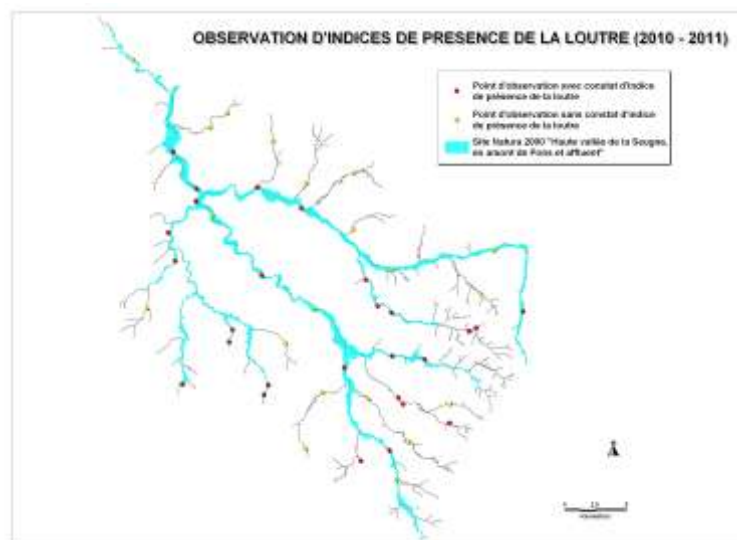 OBSERVATION D'INDICES DE PRESENCE DE LA LOUTRE (2010 - 2011)
Point d'observation avec constat d'indice
de présence de la loutre
Point d'observation sans constat d'indice
de présence de la loutre
Site Natura 2000 "Haute vallée de la Seugne,
en amont de Pons et affluent"